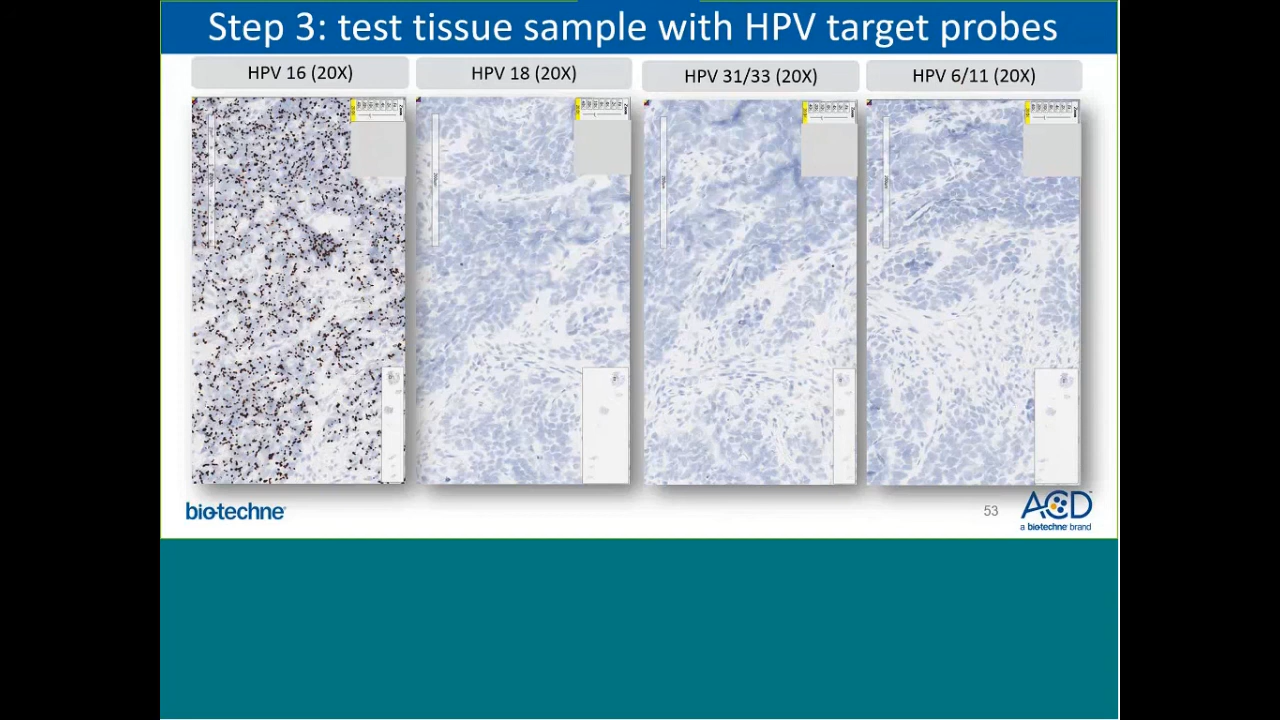 Step 3: test tissue sample with HPV target probes
HPV 16 (20X)
HPV 18 (20X)
HPV 31/33 (20X)
HPV 6/11 (20X)
bio-techne
53
ACD
a biotechne brand